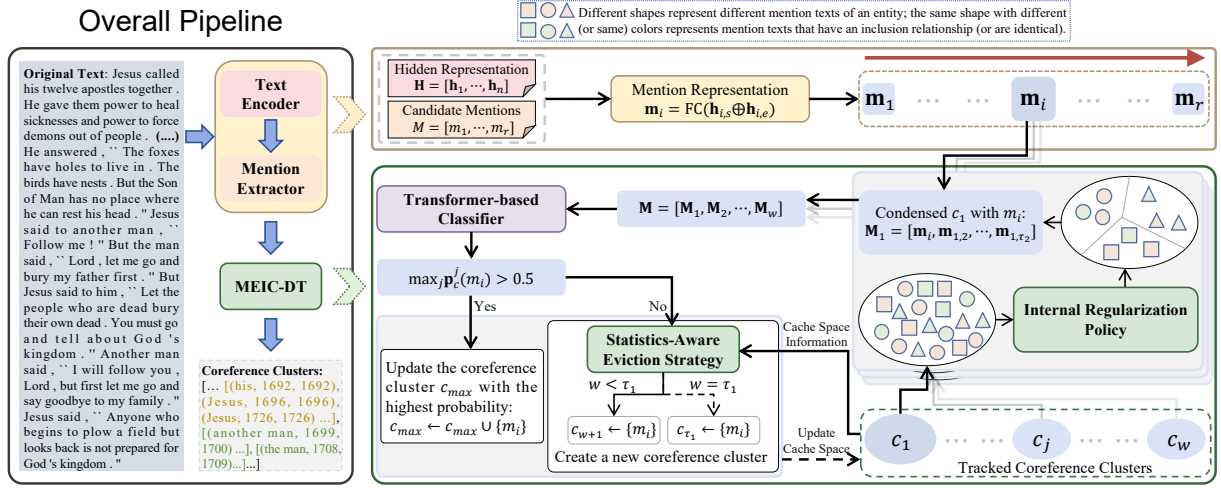 Overall Pipeline
Different shapes represent different mention texts of an entity; the same shape with different
(or same) colors represents mention texts that have an inclusion relationship (or are identical).
Original Text: Jesus called
his twelve apostles together .
He gave them power to heal
sicknesses and power to force
demons out of people . (....)
He answered , `` The foxes
have holes to live in . The
birds have nests . But the Son
of Man has no place where
he can rest his head . " Jesus
said to another man , ``
Follow me ! " But the man
said , `` Lord , let me go and
bury my father first . " But
Jesus said to him , `` Let the
people who are dead bury
their own dead . You must go
and tell about God 's
kingdom . " Another man
said , `` I will follow you ,
Lord , but first let me go and
say goodbye to my family . "
Jesus said , `` Anyone who
begins to plow a field but
looks back is not prepared for
God 's kingdom . "
Text
Encoder
Mention
Extractor
MEIC-DT
Coreference Clusters:
[... [(his, 1692, 1692),
(Jesus, 1696, 1696),
(Jesus, 1726, 1726) ...],
[(another man, 1699,
1700) ...], [(the man, 1708,
1709)...]...]
Hidden Representation
H = [h₁, ⋯, hₙ]
Candidate Mentions
M = [m₁, ⋯, mᵣ]
Mention Representation
mᵢ = FC(hᵢ,ₛ⊕hᵢ,ₑ)
m₁ ⋯ ⋯ mᵢ ⋯ ⋯ mᵣ
Transformer-based
Classifier
M = [M₁, M₂, ⋯, M_w]
Condensed c₁ with mᵢ:
M₁ = [mᵢ, m₁,₂, ⋯, m₁,τ₂]
max_j p_c^j(mᵢ) > 0.5
Yes
No
Internal Regularization
Policy
Update the coreference
cluster c_max with the
highest probability:
c_max ← c_max ∪ {mᵢ}
Statistics-Aware
Eviction Strategy
w < τ₁
w = τ₁
c_{w+1} ← {mᵢ}
c_{τ₁} ← {mᵢ}
Create a new coreference cluster
Cache Space
Information
Update
Cache Space
c₁ ⋯ ⋯ c_j ⋯ c_w
Tracked Coreference Clusters